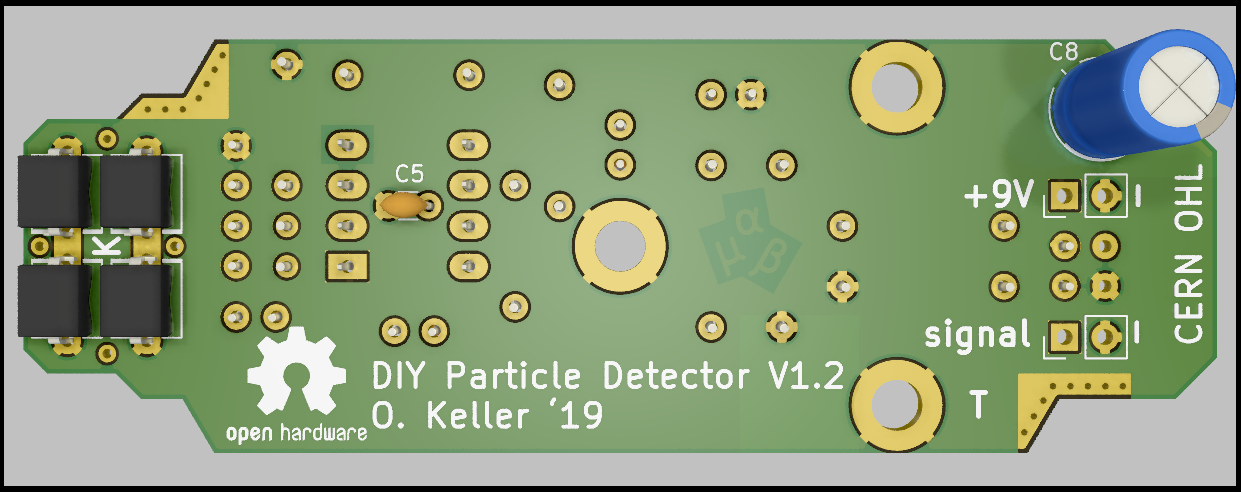 C8
C5
+9V
K
α
μ β
CERN OHL
signal
DIY Particle Detector V1.2
O. Keller '19
T
open hardware